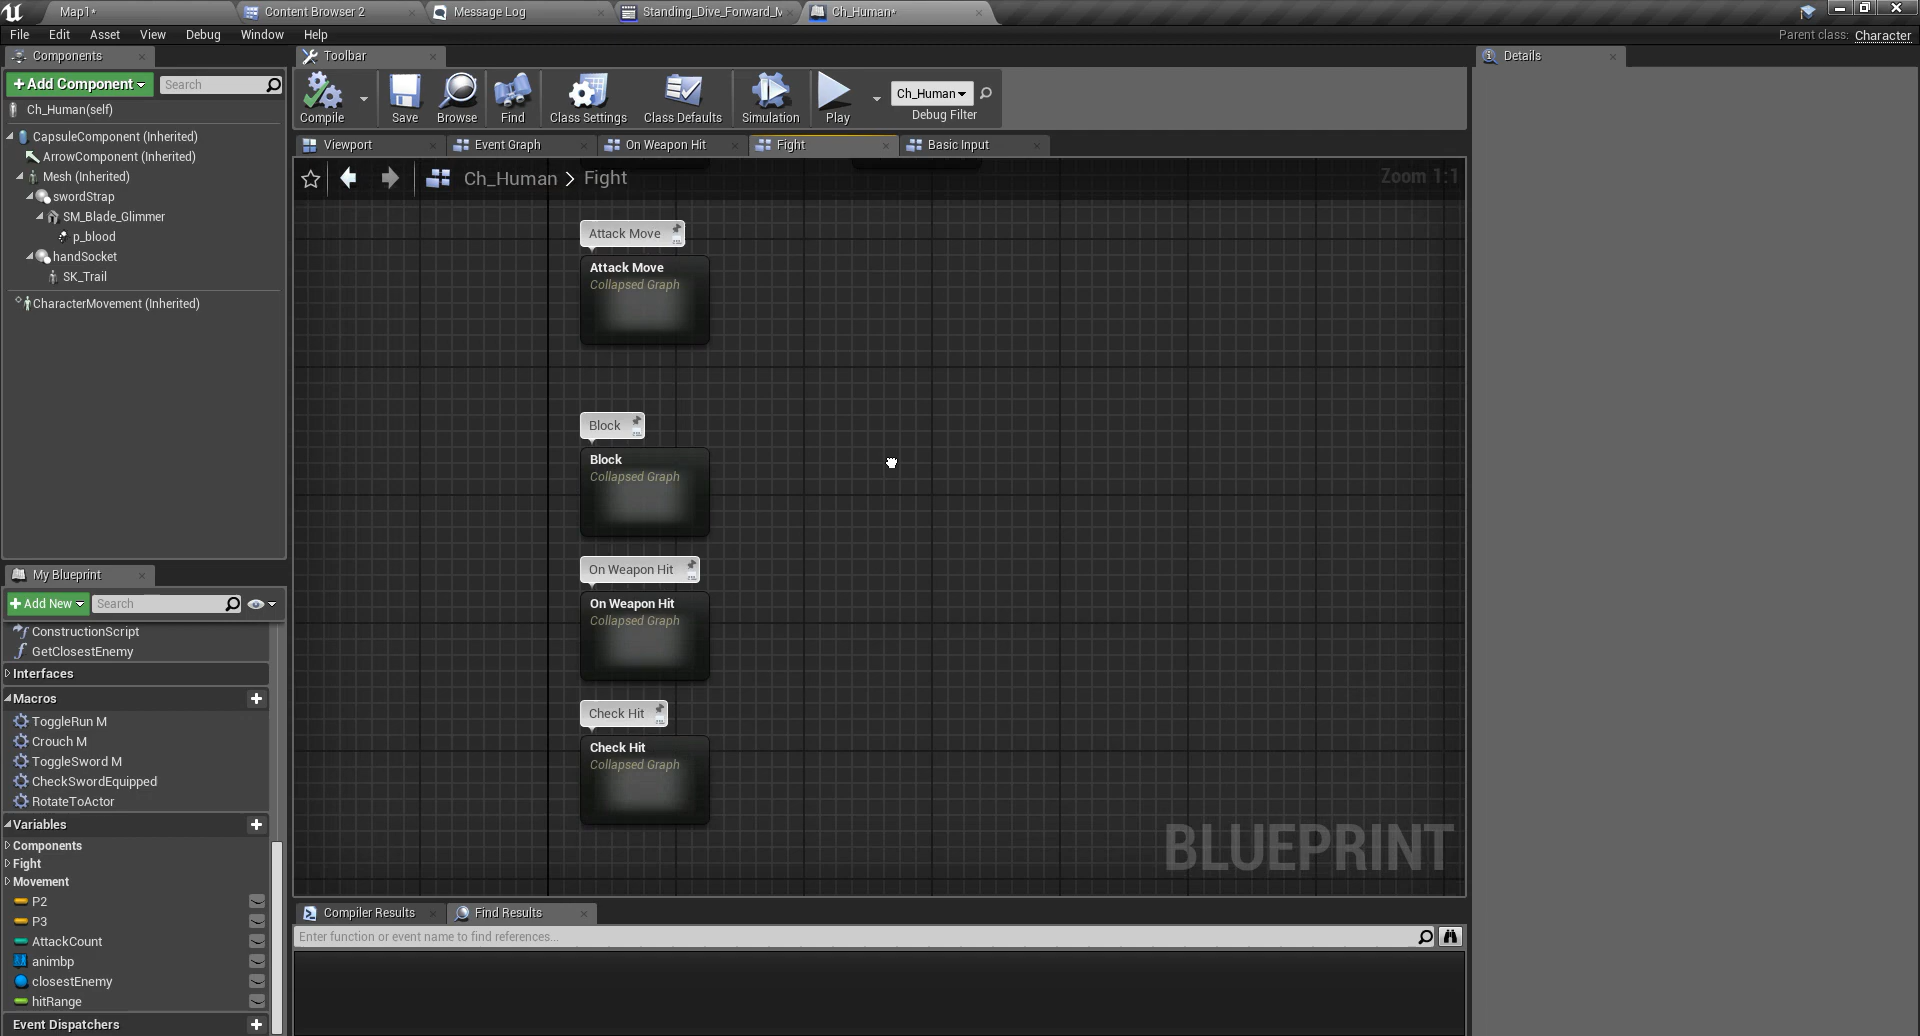 Map1*
Content Browser 2
Message Log
Standing_Dive_Forward_M
Ch_Human*
File Edit Asset View Debug Window Help
Parent class: Character
Components
Toolbar
Details
+ Add Component
Search
Ch_Human(self)
CapsuleComponent (Inherited)
ArrowComponent (Inherited)
Mesh (Inherited)
swordStrap
SM_Blade_Glimmer
p_blood
handSocket
SK_Trail
CharacterMovement (Inherited)
Compile
Save
Browse
Find
Class Settings
Class Defaults
Simulation
Play
Ch_Human
Debug Filter
Viewport
Event Graph
On Weapon Hit
Fight
Basic Input
Ch_Human > Fight
Zoom 1:1
Attack Move
Attack Move
Collapsed Graph
Block
Block
Collapsed Graph
On Weapon Hit
On Weapon Hit
Collapsed Graph
Check Hit
Check Hit
Collapsed Graph
BLUEPRINT
My Blueprint
+ Add New
Search
ConstructionScript
GetClosestEnemy
Interfaces
Macros
ToggleRun M
Crouch M
ToggleSword M
CheckSwordEquipped
RotateToActor
Variables
Components
Fight
Movement
P2
P3
AttackCount
animbp
closestEnemy
hitRange
Event Dispatchers
Compiler Results
Find Results
Enter function or event name to find references...